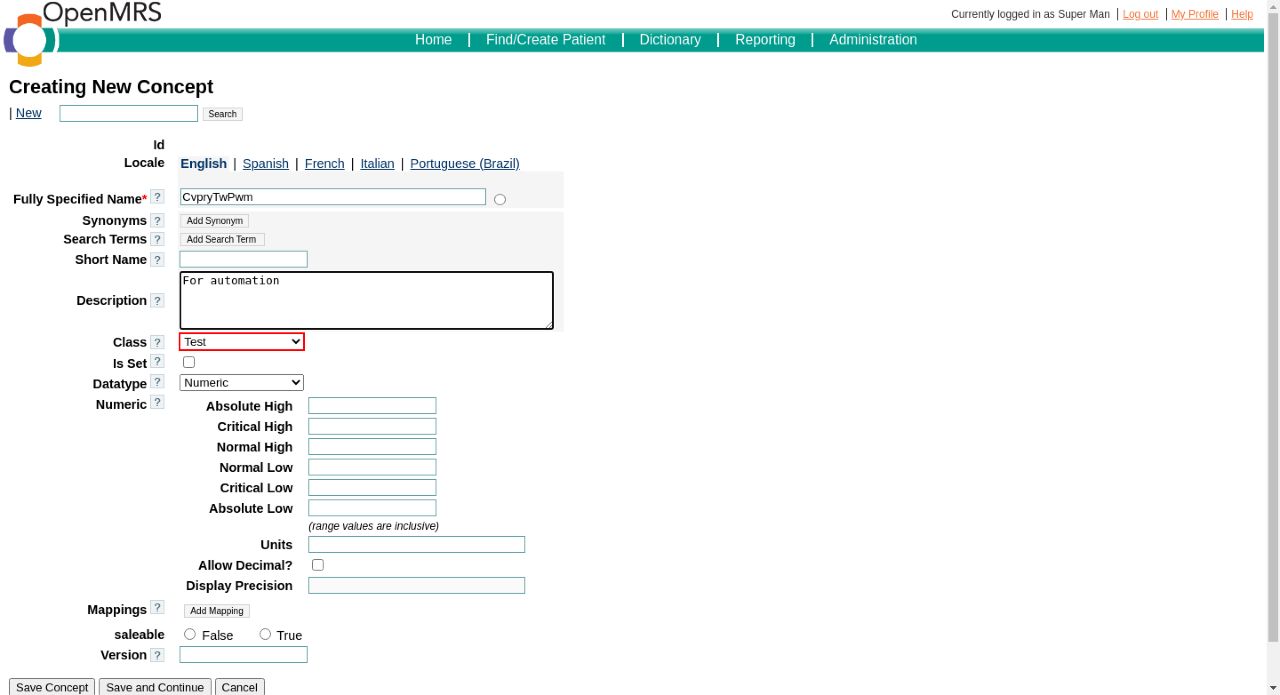 OpenMRS
Currently logged in as Super Man | Log out | My Profile | Help
Home | Find/Create Patient | Dictionary | Reporting | Administration
Creating New Concept
| New Search
Id
Locale English | Spanish | French | Italian | Portuguese (Brazil)
Fully Specified Name* ? CvpryTwPwm
Synonyms ? Add Synonym
Search Terms ? Add Search Term
Short Name ?
Description ? For automation
Class ? Test
Is Set ?
Datatype ? Numeric
Numeric ? Absolute High
Critical High
Normal High
Normal Low
Critical Low
Absolute Low
(range values are inclusive)
Units
Allow Decimal?
Display Precision
Mappings ? Add Mapping
saleable False True
Version ?
Save Concept Save and Continue Cancel